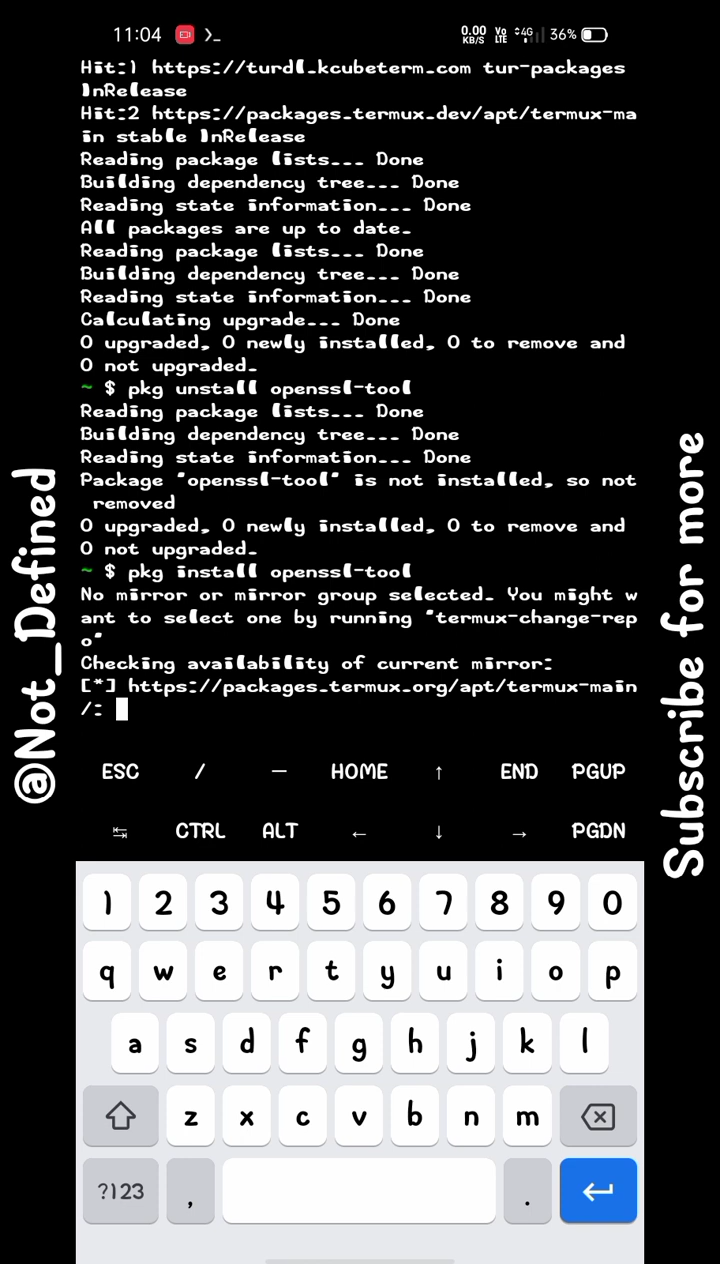 11:04
0.00 KB/S Vo LTE 4G 36%
Hit:1 https://turdl.kcubeterm.com tur-packages
InRelease
Hit:2 https://packages.termux.dev/apt/termux-ma
in stable InRelease
Reading package lists... Done
Building dependency tree... Done
Reading state information... Done
All packages are up to date.
Reading package lists... Done
Building dependency tree... Done
Reading state information... Done
Calculating upgrade... Done
0 upgraded, 0 newly installed, 0 to remove and
0 not upgraded.
~ $ pkg unstall openssl-tool
Reading package lists... Done
Building dependency tree... Done
Reading state information... Done
Package "openssl-tool" is not installed, so not
removed
0 upgraded, 0 newly installed, 0 to remove and
0 not upgraded.
~ $ pkg install openssl-tool
No mirror or mirror group selected. You might w
ant to select one by running "termux-change-rep
o"
Checking availability of current mirror:
[*] https://packages.termux.org/apt/termux-main
/:
@Not_Defined
Subscribe for more
ESC / — HOME ↑ END PGUP
↹ CTRL ALT ← ↓ → PGDN
1 2 3 4 5 6 7 8 9 0
q w e r t y u i o p
a s d f g h j k l
z x c v b n m
?123 , .